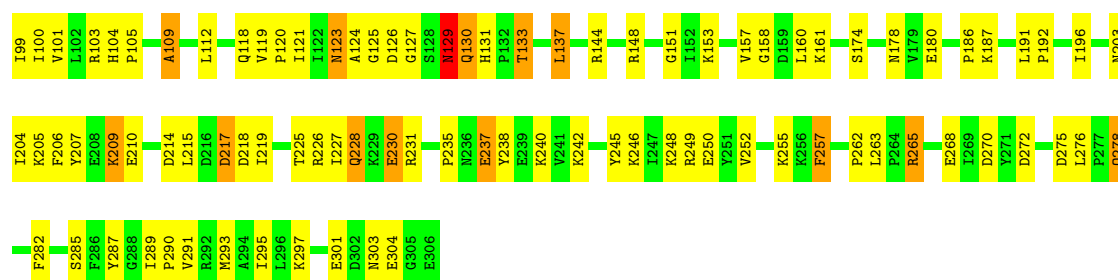 I99 I100 V101 L102 R103 H104 P105 A109 L112 Q118 V119 P120 I121 I122 N123 A124 G125 D126 G127 S128 N129 Q130 H131 P132 T133 L137 R144 R148 G151 I152 K153 V157 G158 D159 L160 K161 S174 N178 V179 E180 P186 K187 L191 P192 I196 N203
I204 K205 F206 Y207 E208 K209 E210 D214 L215 D216 D217 D218 I219 T225 R226 I227 Q228 K229 E230 R231 P235 N236 E237 Y238 E239 K240 V241 K242 Y245 K246 I247 K248 R249 E250 Y251 V252 K255 K256 F257 P262 L263 P264 R265 E268 I269 D270 Y271 D272 D275 L276 P277
F282 S285 F286 Y287 G288 I289 P290 V291 R292 M293 A294 I295 L296 K297 E301 D302 N303 E304 G305 E306